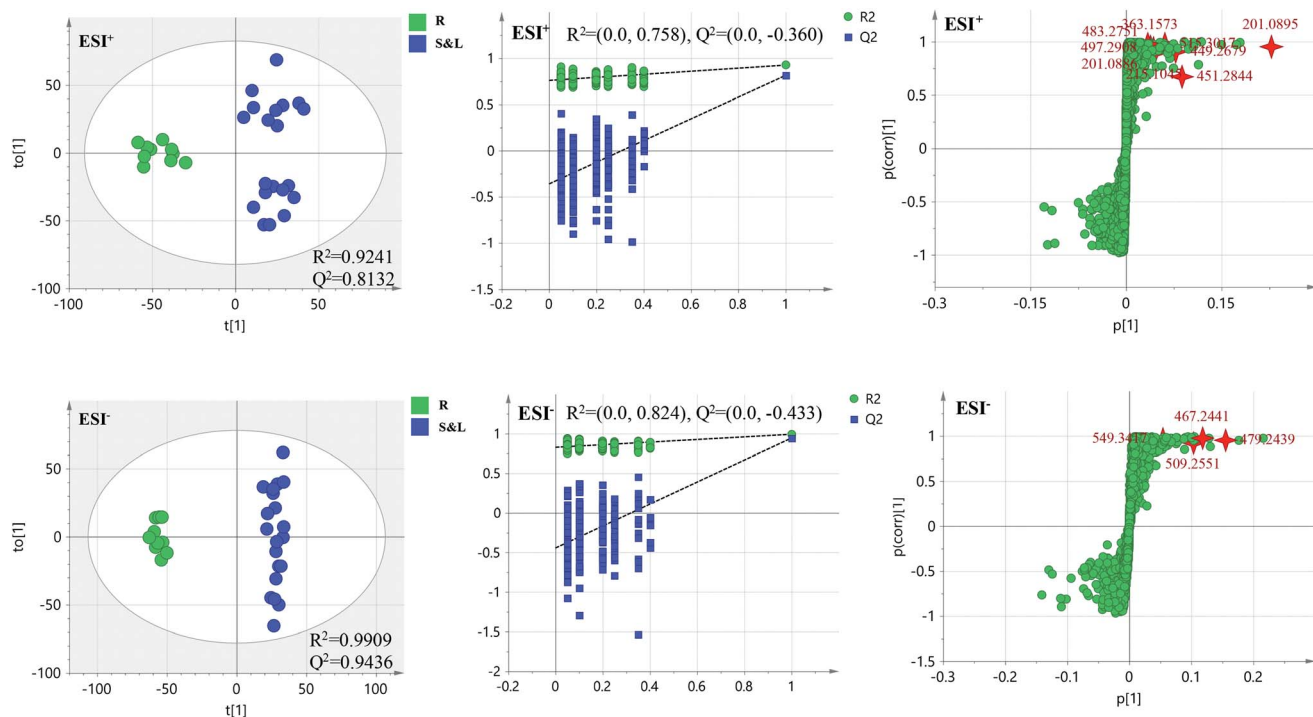 ESI⁺
R
S&L
to[1]
50
0
-50
-100
-100
-50
0
50
t[1]
R²=0.9241
Q²=0.8132
ESI⁺
R²=(0.0, 0.758), Q²=(0.0, -0.360)
R2
Q2
1
0.5
0
-0.5
-1
-1.5
0
0.2
0.4
0.6
0.8
1
ESI⁺
363.1573
201.0895
483.2751
497.2908
449.2679
201.0886
451.2844
1
0.5
0
-0.5
-1
p(corr)[1]
-0.3
-0.15
0
0.15
p[1]
ESI⁻
R
S&L
to[1]
50
0
-50
-100
-100
-50
0
50
100
t[1]
R²=0.9909
Q²=0.9436
ESI⁻
R²=(0.0, 0.824), Q²=(0.0, -0.433)
R2
Q2
1
0.5
0
-0.5
-1
-1.5
-2
-0.2
0
0.2
0.4
0.6
0.8
1
ESI⁻
467.2441
549.3417
479.2439
509.2551
1.5
1
0.5
0
-0.5
-1
-1.5
p(corr)[1]
-0.3
-0.2
-0.1
0
0.1
0.2
p[1]